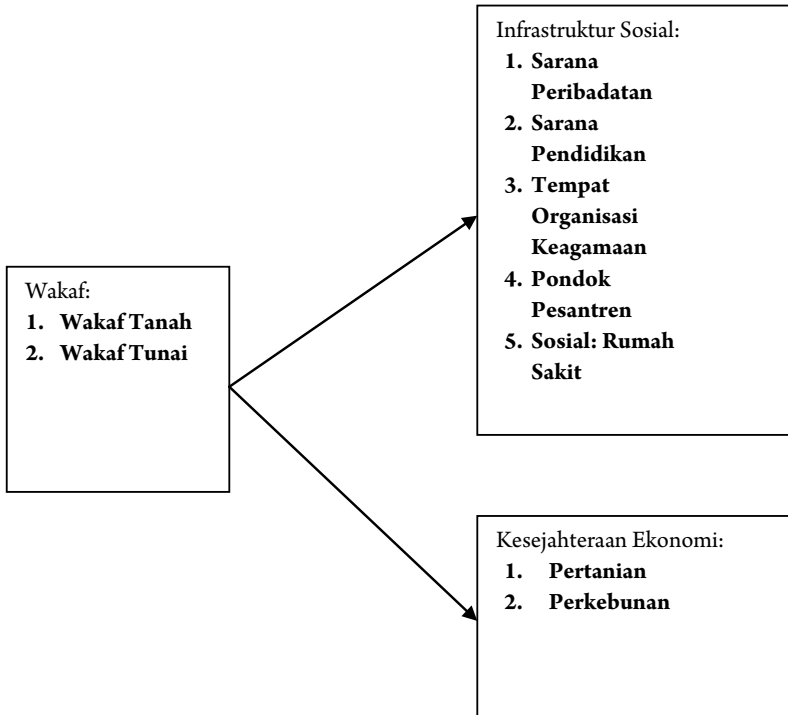 Infrastruktur Sosial:
1. Sarana
Peribadatan
2. Sarana
Pendidikan
3. Tempat
Organisasi
Keagamaan
4. Pondok
Pesantren
5. Sosial: Rumah
Sakit
Wakaf:
1. Wakaf Tanah
2. Wakaf Tunai
Kesejahteraan Ekonomi:
1. Pertanian
2. Perkebunan